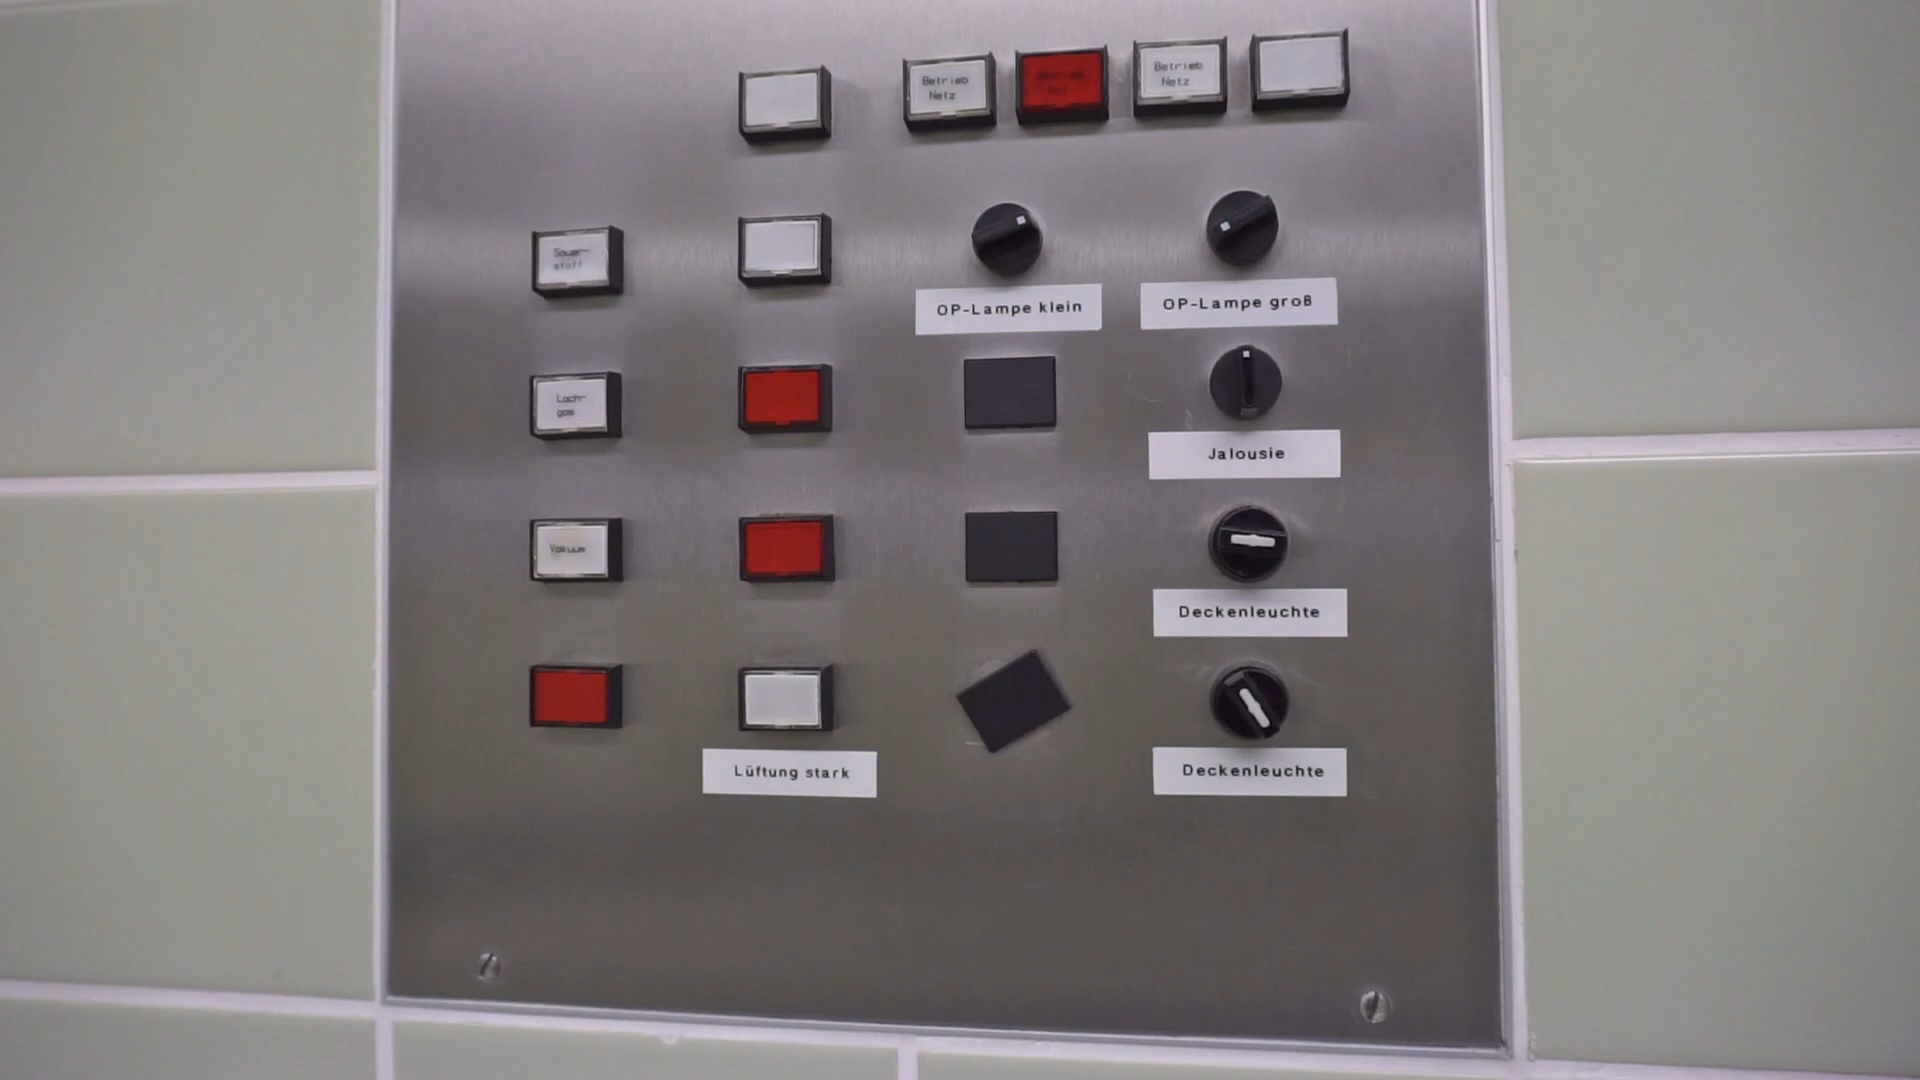 Betrieb
Netz
Betrieb
Betrieb
Netz
Sauer-
stoff
OP-Lampe klein
OP-Lampe groß
Lach-
gas
Jalousie
Vakuum
Deckenleuchte
Lüftung stark
Deckenleuchte